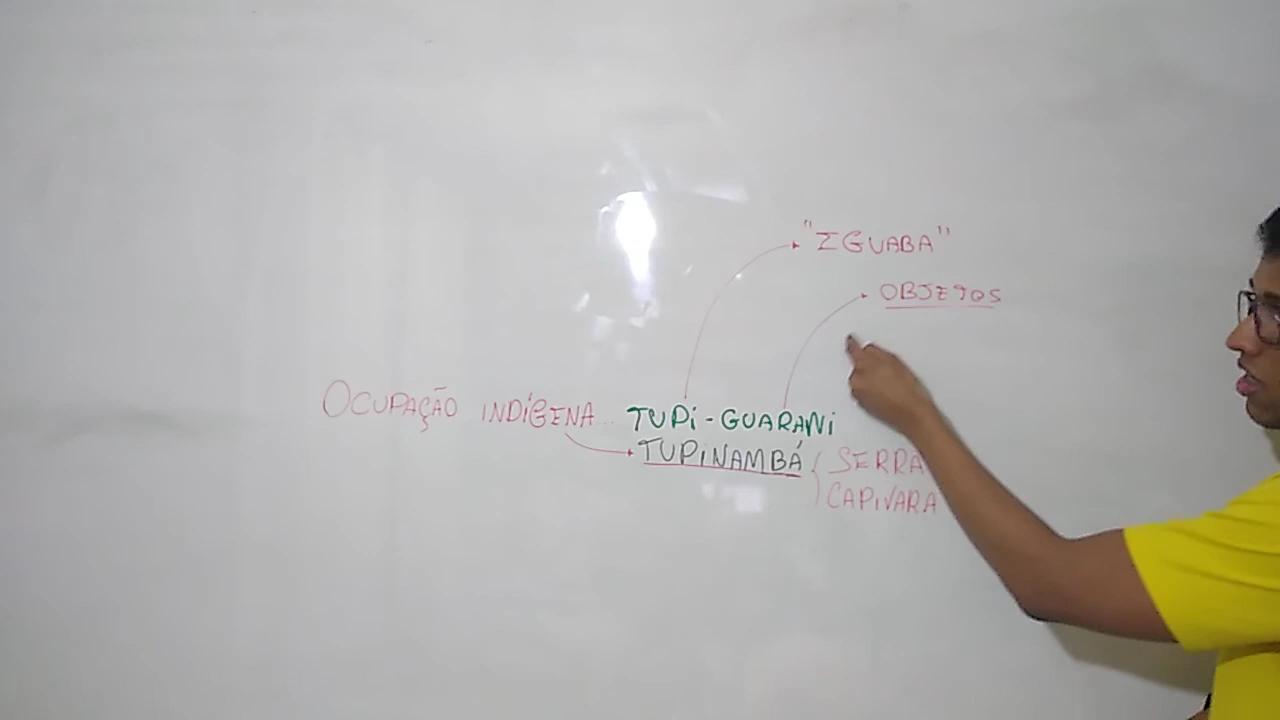 "IGUABA"
OBJETOS
OCUPAÇÃO INDÍGENA... TUPI-GUARANI
TUPINAMBÁ
SERRA
CAPIVARA